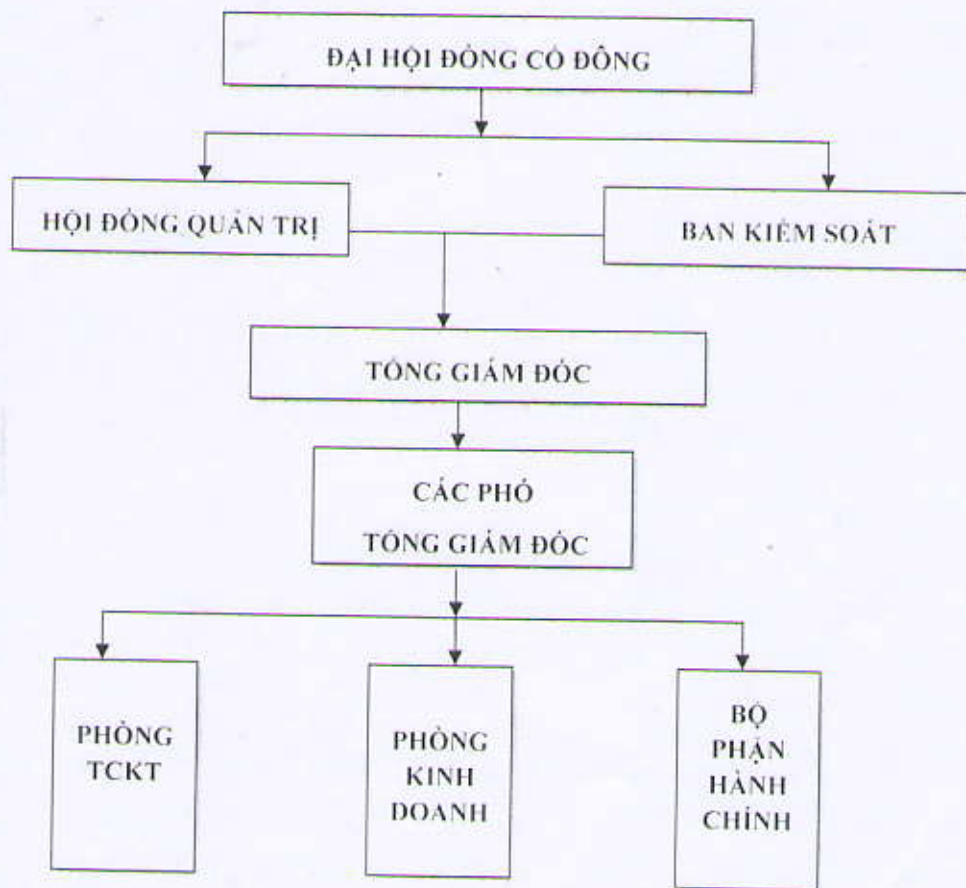 ĐẠI HỘI ĐỒNG CỔ ĐÔNG
HỘI ĐỒNG QUẢN TRỊ
BAN KIỂM SOÁT
TỔNG GIÁM ĐỐC
CÁC PHÓ
TỔNG GIÁM ĐỐC
PHÒNG
TCKT
PHÒNG
KINH
DOANH
BỘ
PHẬN
HÀNH
CHÍNH